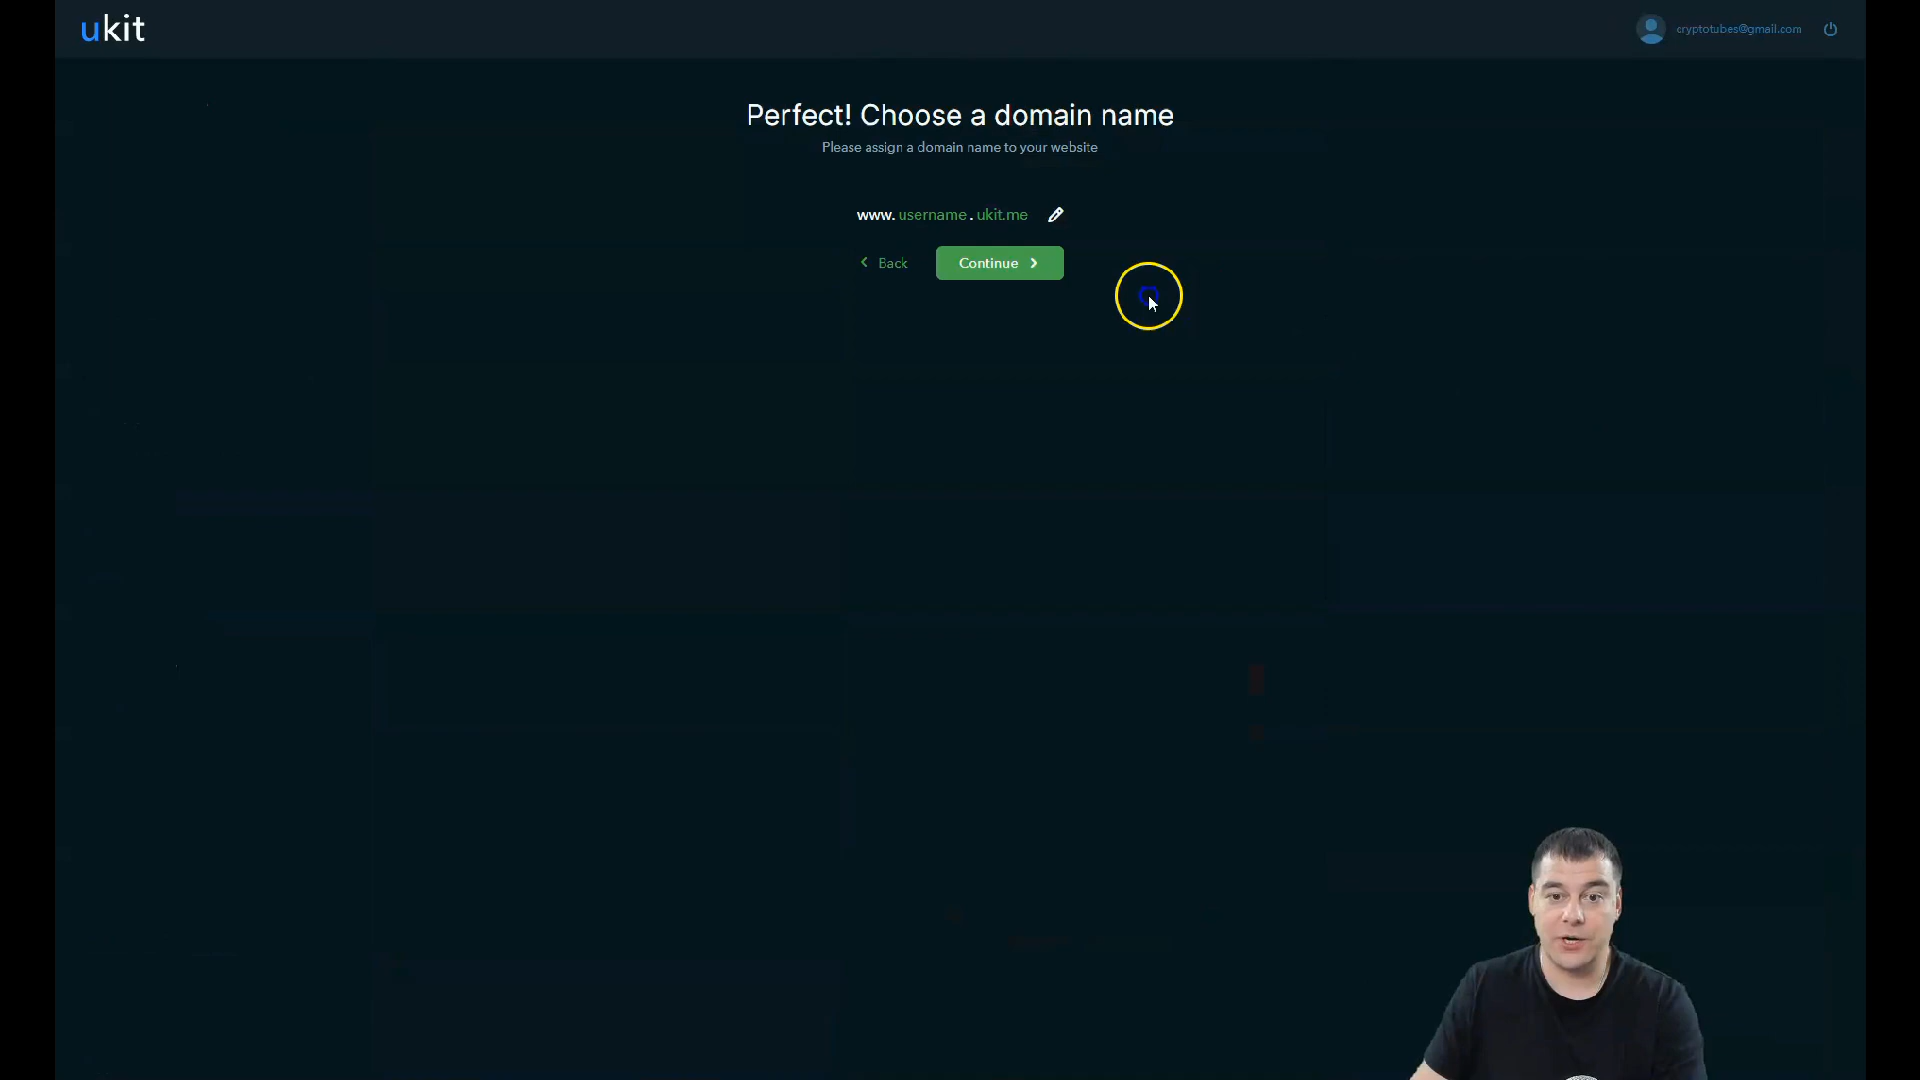 ukit
cryptotubes@gmail.com
Perfect! Choose a domain name
Please assign a domain name to your website
www. username . ukit.me
Back
Continue